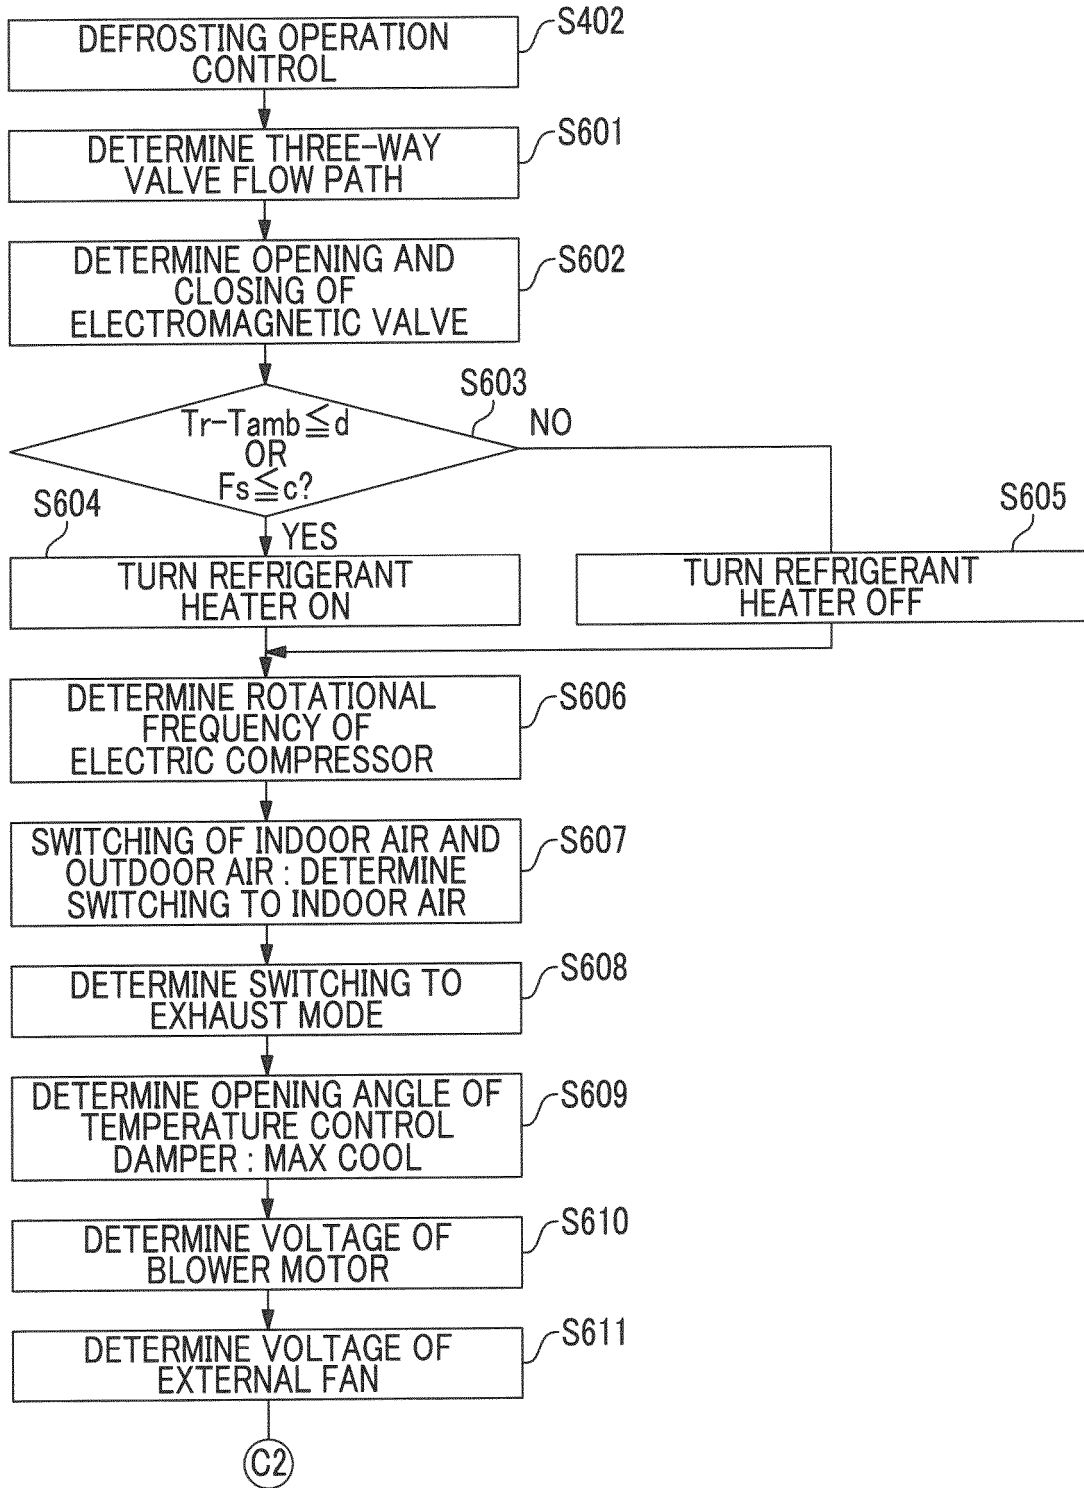 DEFROSTING OPERATION
CONTROL
S402
DETERMINE THREE-WAY
VALVE FLOW PATH
S601
DETERMINE OPENING AND
CLOSING OF
ELECTROMAGNETIC VALVE
S602
Tr-Tamb≦d
OR
Fs≦c?
S603
NO
YES
S604
TURN REFRIGERANT
HEATER ON
S605
TURN REFRIGERANT
HEATER OFF
DETERMINE ROTATIONAL
FREQUENCY OF
ELECTRIC COMPRESSOR
S606
SWITCHING OF INDOOR AIR AND
OUTDOOR AIR : DETERMINE
SWITCHING TO INDOOR AIR
S607
DETERMINE SWITCHING TO
EXHAUST MODE
S608
DETERMINE OPENING ANGLE OF
TEMPERATURE CONTROL
DAMPER : MAX COOL
S609
DETERMINE VOLTAGE OF
BLOWER MOTOR
S610
DETERMINE VOLTAGE OF
EXTERNAL FAN
S611
C2